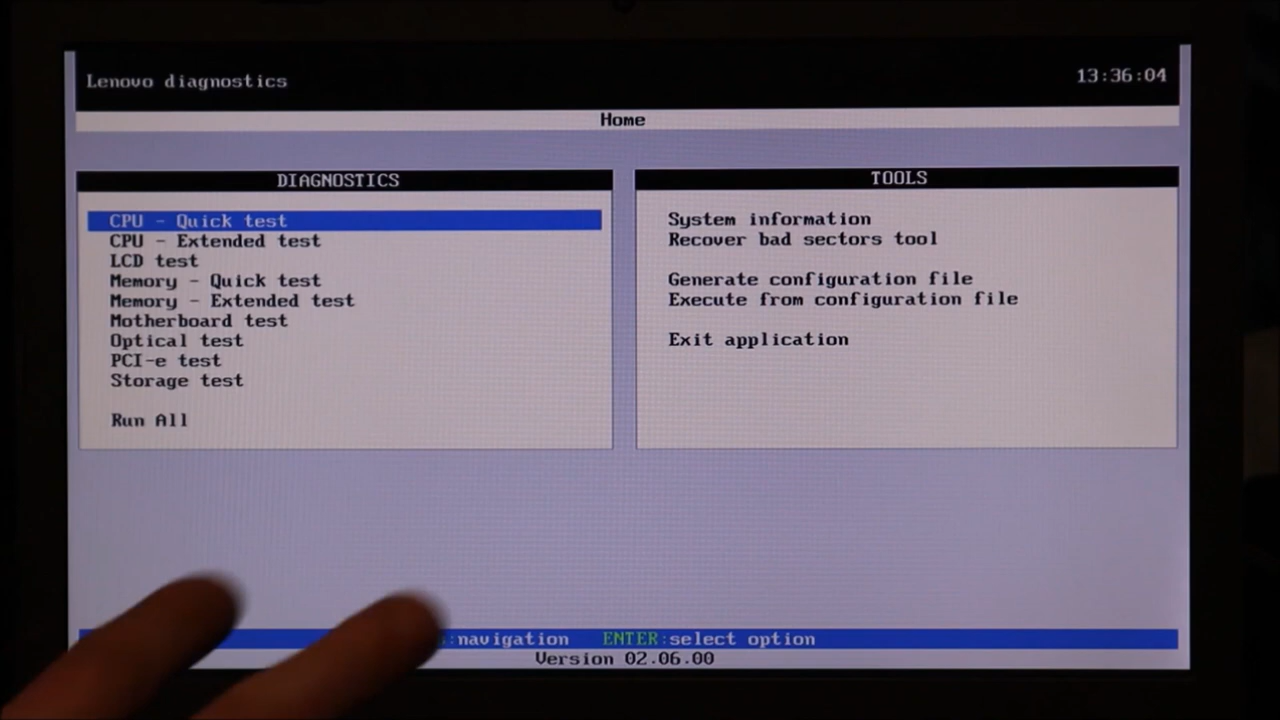 Lenovo diagnostics
13:36:04
Home
DIAGNOSTICS
CPU - Quick test
CPU - Extended test
LCD test
Memory - Quick test
Memory - Extended test
Motherboard test
Optical test
PCI-e test
Storage test
Run All
TOOLS
System information
Recover bad sectors tool
Generate configuration file
Execute from configuration file
Exit application
:navigation ENTER:select option
Version 02.06.00